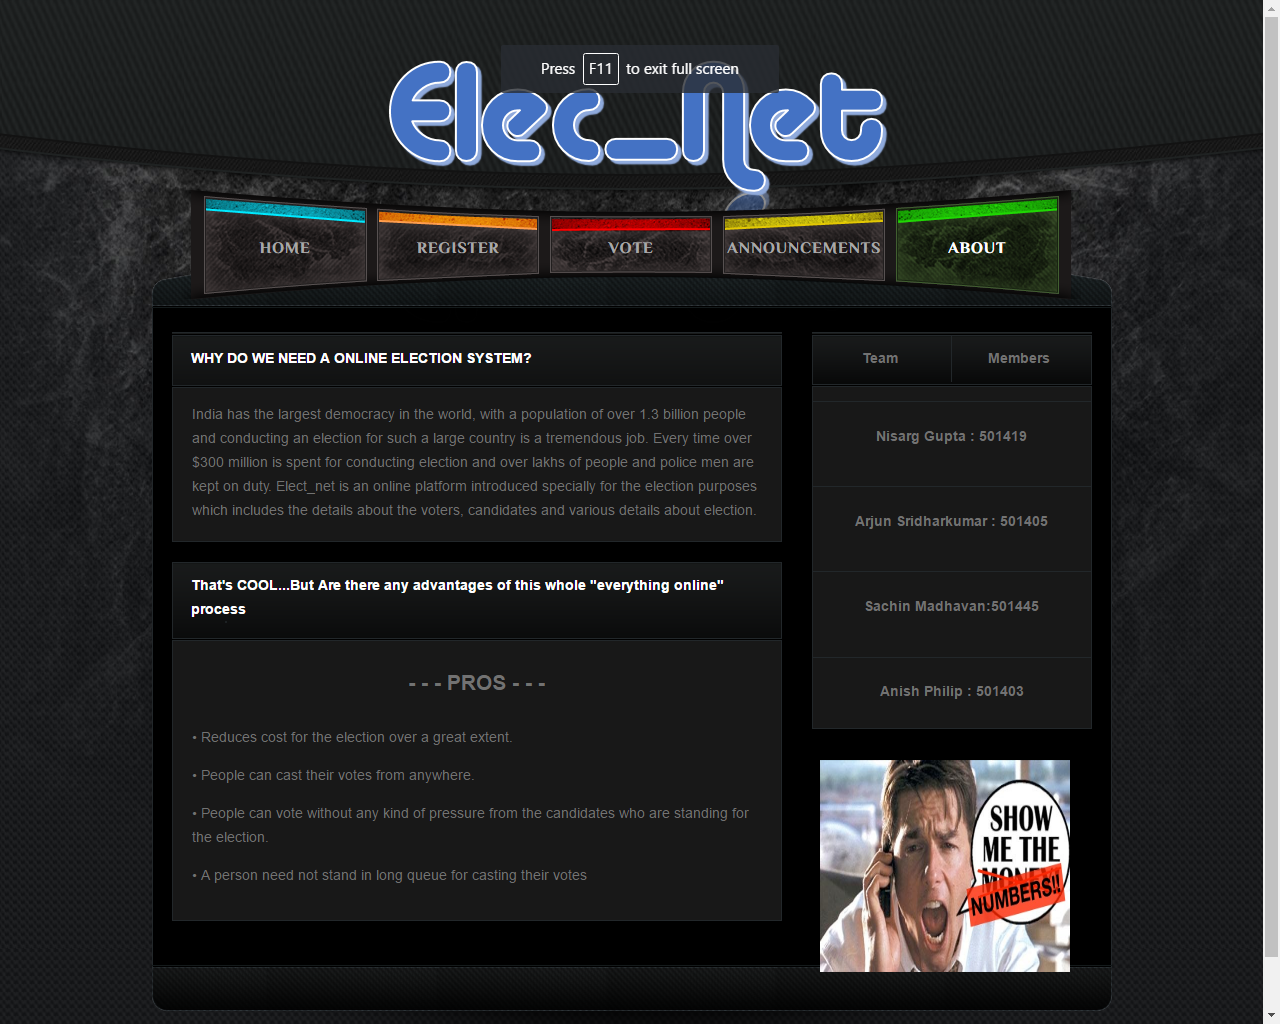 Press F11 to exit full screen
Elec_Net
HOME
REGISTER
VOTE
ANNOUNCEMENTS
ABOUT
WHY DO WE NEED A ONLINE ELECTION SYSTEM?
India has the largest democracy in the world, with a population of over 1.3 billion people
and conducting an election for such a large country is a tremendous job. Every time over
$300 million is spent for conducting election and over lakhs of people and police men are
kept on duty. Elect_net is an online platform introduced specially for the election purposes
which includes the details about the voters, candidates and various details about election.
That's COOL...But Are there any advantages of this whole "everything online"
process
- - - PROS - - -
• Reduces cost for the election over a great extent.
• People can cast their votes from anywhere.
• People can vote without any kind of pressure from the candidates who are standing for
the election.
• A person need not stand in long queue for casting their votes
Team
Members
Nisarg Gupta : 501419
Arjun Sridharkumar : 501405
Sachin Madhavan:501445
Anish Philip : 501403
SHOW
ME THE
MONEY
NUMBERS!!